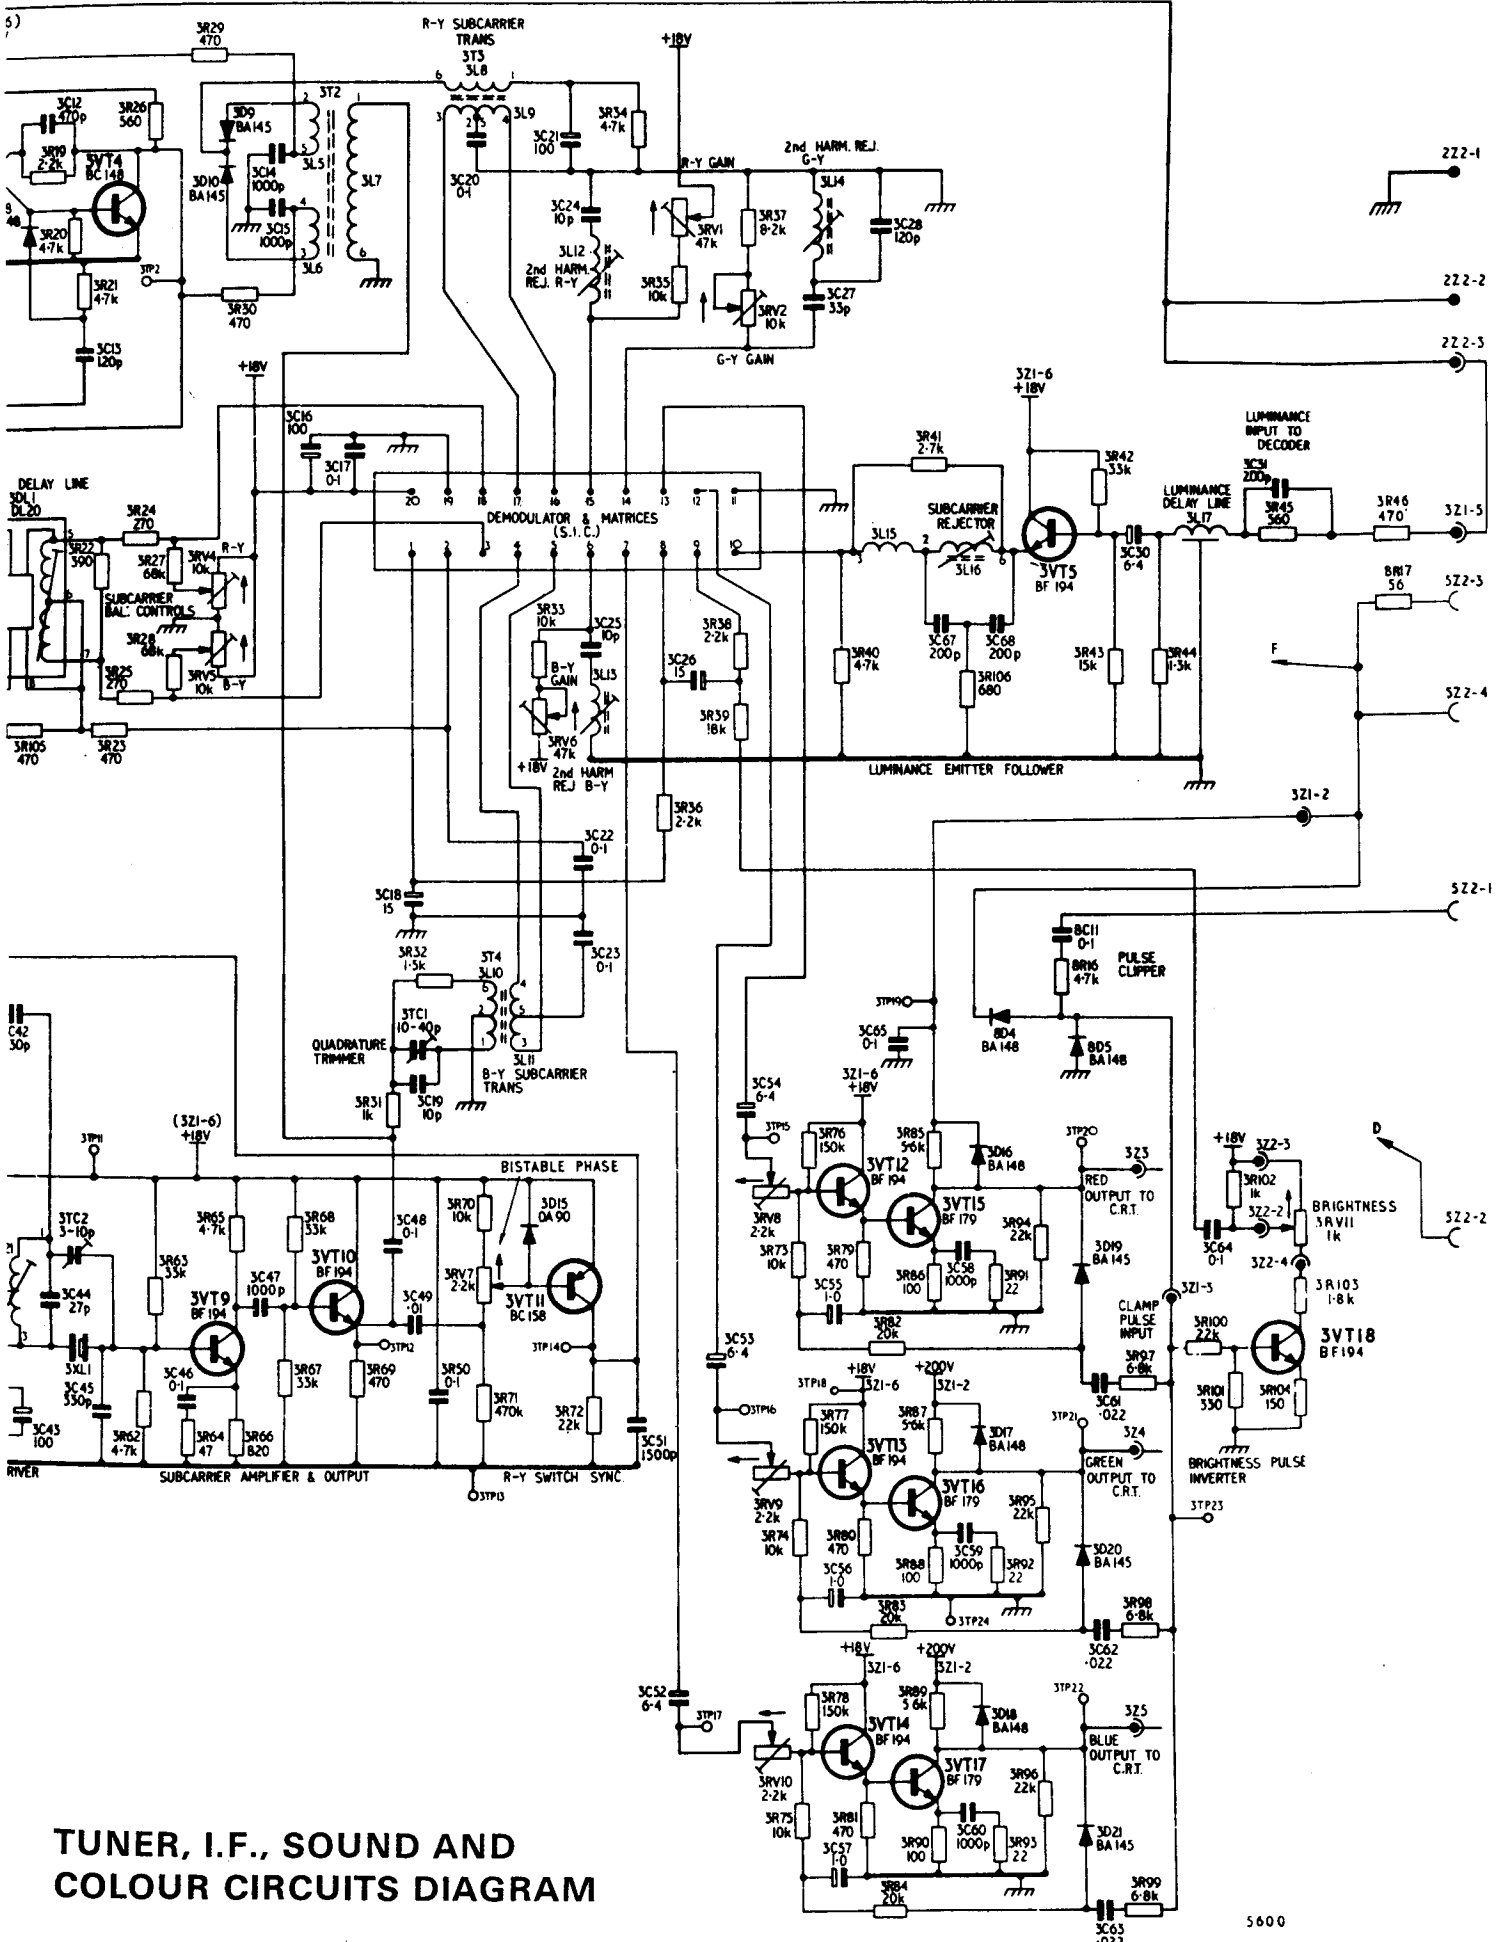 6)
3R29
470
R-Y SUBCARRIER
TRANS
3T3
3L8
+18V
3C12
470p
3R26
560
3D9
BA145
3T2
3L9
3C21
100
3R34
4·7k
2nd HARM. REJ.
G-Y
2Z2-1
3R19
2·2k
3VT4
BC148
3D10
BA145
3C14
1000p
3L5
3L7
3C20
0·1
R-Y GAIN
3L14
3C24
10p
3RV1
47k
3R37
8·2k
3C28
120p
3R20
4·7k
3C15
1000p
3L6
3L12
2nd HARM.
REJ. R-Y
3R35
10k
3RV2
10k
3C27
33p
3TP2
3R21
4·7k
3R30
470
2Z2-2
3C13
120p
G-Y GAIN
2Z2-3
+18V
3Z1-6
+18V
3C16
100
3C17
0·1
3R41
2·7k
3R42
33k
LUMINANCE
INPUT TO
DECODER
3C31
200p
DELAY LINE
3DL1
DL20
20 19 18 17 16 15 14 13 12 11
DEMODULATOR & MATRICES
(S.I.C.)
1 2 3 4 5 6 7 8 9 10
SUBCARRIER
REJECTOR
LUMINANCE
DELAY LINE
3L17
3R45
560
3R46
470
3Z1-5
3R24
270
3R22
390
3R27
68k
R-Y
3RV4
10k
3L15
3L16
3VT5
BF194
3C30
6·4
SUBCARRIER
BAL. CONTROLS
8R17
56
5Z2-3
3R28
68k
3R25
270
3RV5
10k
B-Y
3R33
10k
3C25
10p
3R38
2·2k
3C26
15
3R40
4·7k
3C67
200p
3C68
200p
3R106
680
3R43
15k
3R44
1·3k
F
B-Y
GAIN
3L13
3RV6
47k
+18V
2nd HARM
REJ B-Y
3R39
18k
5Z2-4
3R105
470
3R23
470
LUMINANCE EMITTER FOLLOWER
3R36
2·2k
3Z1-2
3C22
0·1
3C18
15
5Z2-1
3C23
0·1
3R32
1·5k
3T4
3L10
8C11
0·1
8R16
4·7k
PULSE
CLIPPER
C42
30p
3TC1
10-40p
QUADRATURE
TRIMMER
3L11
B-Y SUBCARRIER
TRANS
3C19
10p
3R31
1k
3TP19
3C65
0·1
8D4
BA148
8D5
BA148
3C54
6·4
3Z1-6
+18V
(3Z1-6)
+18V
3TP11
BISTABLE PHASE
3TP15
3R76
150k
3VT12
BF194
3R85
5·6k
3D16
BA148
3TP20
3Z3
RED
OUTPUT TO
C.R.T.
+18V
3Z2-3
3R102
1k
3Z2-2
BRIGHTNESS
3RV11
1k
D
5Z2-2
3TC2
3-10p
3R63
33k
3R65
4·7k
3R68
33k
3C48
0·1
3R70
10k
3D15
OA90
3RV8
2·2k
3R73
10k
3VT15
BF179
3R79
470
3R94
22k
3C58
1000p
3R86
100
3R91
22
3D19
BA145
3C64
0·1
3Z2-4
3R103
1·8k
3C44
27p
3VT9
BF194
3C47
1000p
3VT10
BF194
3C49
·01
3RV7
2·2k
3VT11
BC158
3C55
1·0
3R82
20k
CLAMP
PULSE
INPUT
3Z1-3
3R100
22k
3VT18
BF194
3XL1
3TP12
3TP14
3C53
6·4
3C45
330p
3C46
0·1
3R67
33k
3R69
470
3C50
0·1
3R71
470k
3R72
22k
3C51
1500p
3R97
6·8k
3C61
·022
3R101
330
3R104
150
3C43
100
3R62
4·7k
3R64
47
3R66
820
RIVER
SUBCARRIER AMPLIFIER & OUTPUT
R-Y SWITCH SYNC.
3TP13
+18V
3Z1-6
+200V
3Z1-2
3TP18
3TP16
3R77
150k
3VT13
BF194
3R87
5·6k
3D17
BA148
3TP21
3Z4
GREEN
OUTPUT TO
C.R.T.
BRIGHTNESS PULSE
INVERTER
3TP23
3RV9
2·2k
3R74
10k
3VT16
BF179
3R80
470
3R95
22k
3C59
1000p
3R88
100
3R92
22
3D20
BA145
3C56
1·0
3R83
20k
3TP24
3R98
6·8k
3C62
·022
+18V
3Z1-6
+200V
3Z1-2
3C52
6·4
3TP17
3R78
150k
3VT14
BF194
3R89
5·6k
3D18
BA148
3TP22
3Z5
BLUE
OUTPUT TO
C.R.T.
3RV10
2·2k
3R75
10k
3VT17
BF179
3R81
470
3R96
22k
3C60
1000p
3R90
100
3R93
22
3D21
BA145
3C57
1·0
3R84
20k
3R99
6·8k
3C63
·022
TUNER, I.F., SOUND AND
COLOUR CIRCUITS DIAGRAM
5600